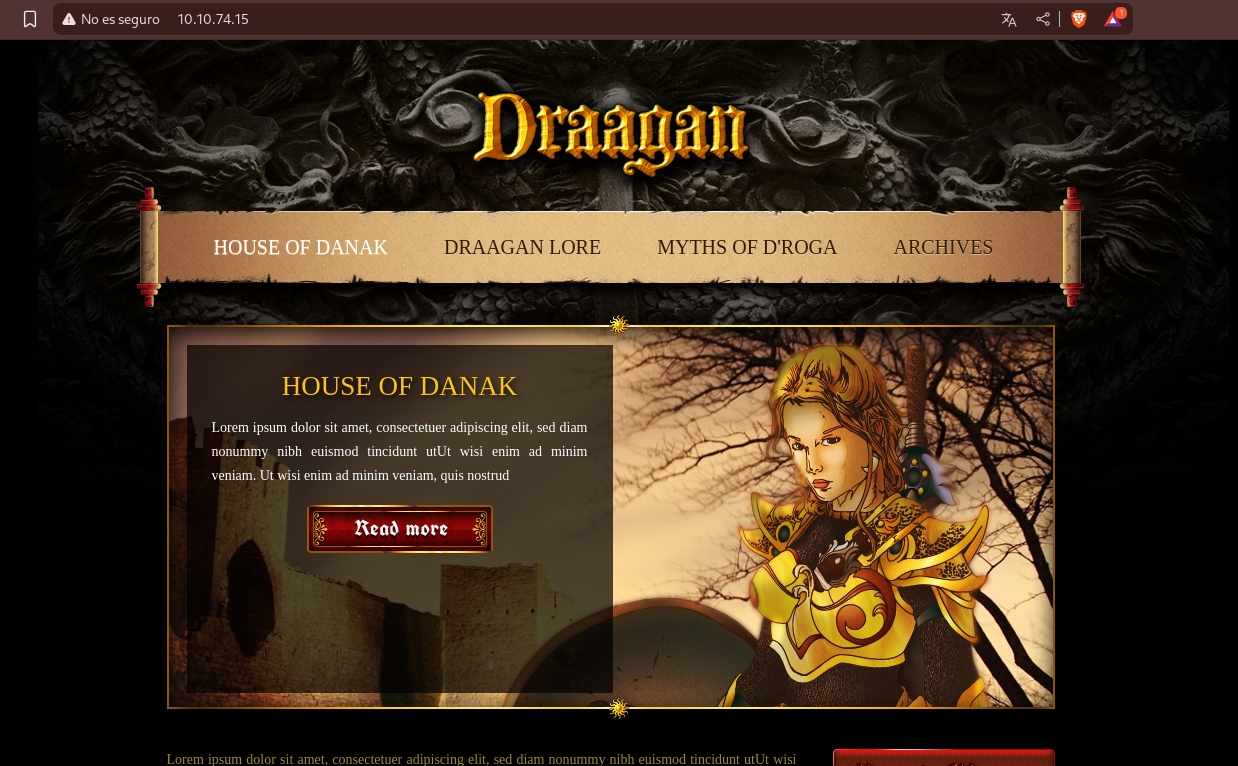 No es seguro 10.10.74.15
1
Draagan
HOUSE OF DANAK DRAAGAN LORE MYTHS OF D'ROGA ARCHIVES
HOUSE OF DANAK
Lorem ipsum dolor sit amet, consectetuer adipiscing elit, sed diam
nonummy nibh euismod tincidunt utUt wisi enim ad minim
veniam. Ut wisi enim ad minim veniam, quis nostrud
Read more
Lorem ipsum dolor sit amet, consectetuer adipiscing elit, sed diam nonummy nibh euismod tincidunt utUt wisi